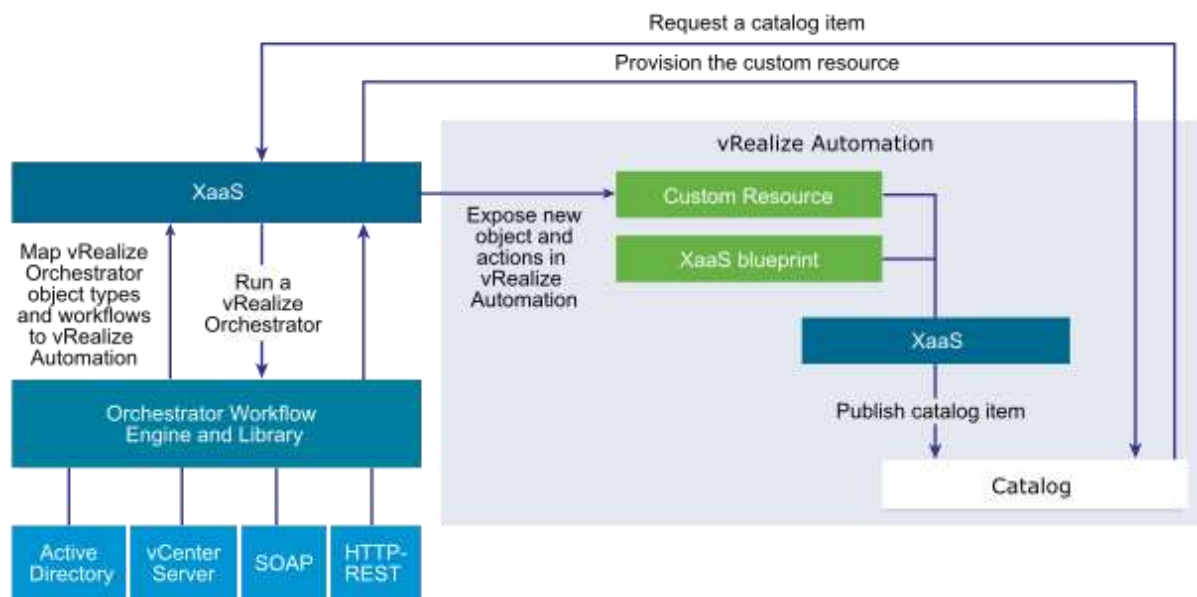 Request a catalog item
Provision the custom resource
vRealize Automation
XaaS
Custom Resource
Expose new
object and
actions in
vRealize
Automation
XaaS blueprint
Map vRealize
Orchestrator
object types
and workflows
to vRealize
Automation
Run a
vRealize
Orchestrator
XaaS
Orchestrator Workflow
Engine and Library
Publish catalog item
Catalog
Active
Directory
vCenter
Server
SOAP
HTTP-
REST